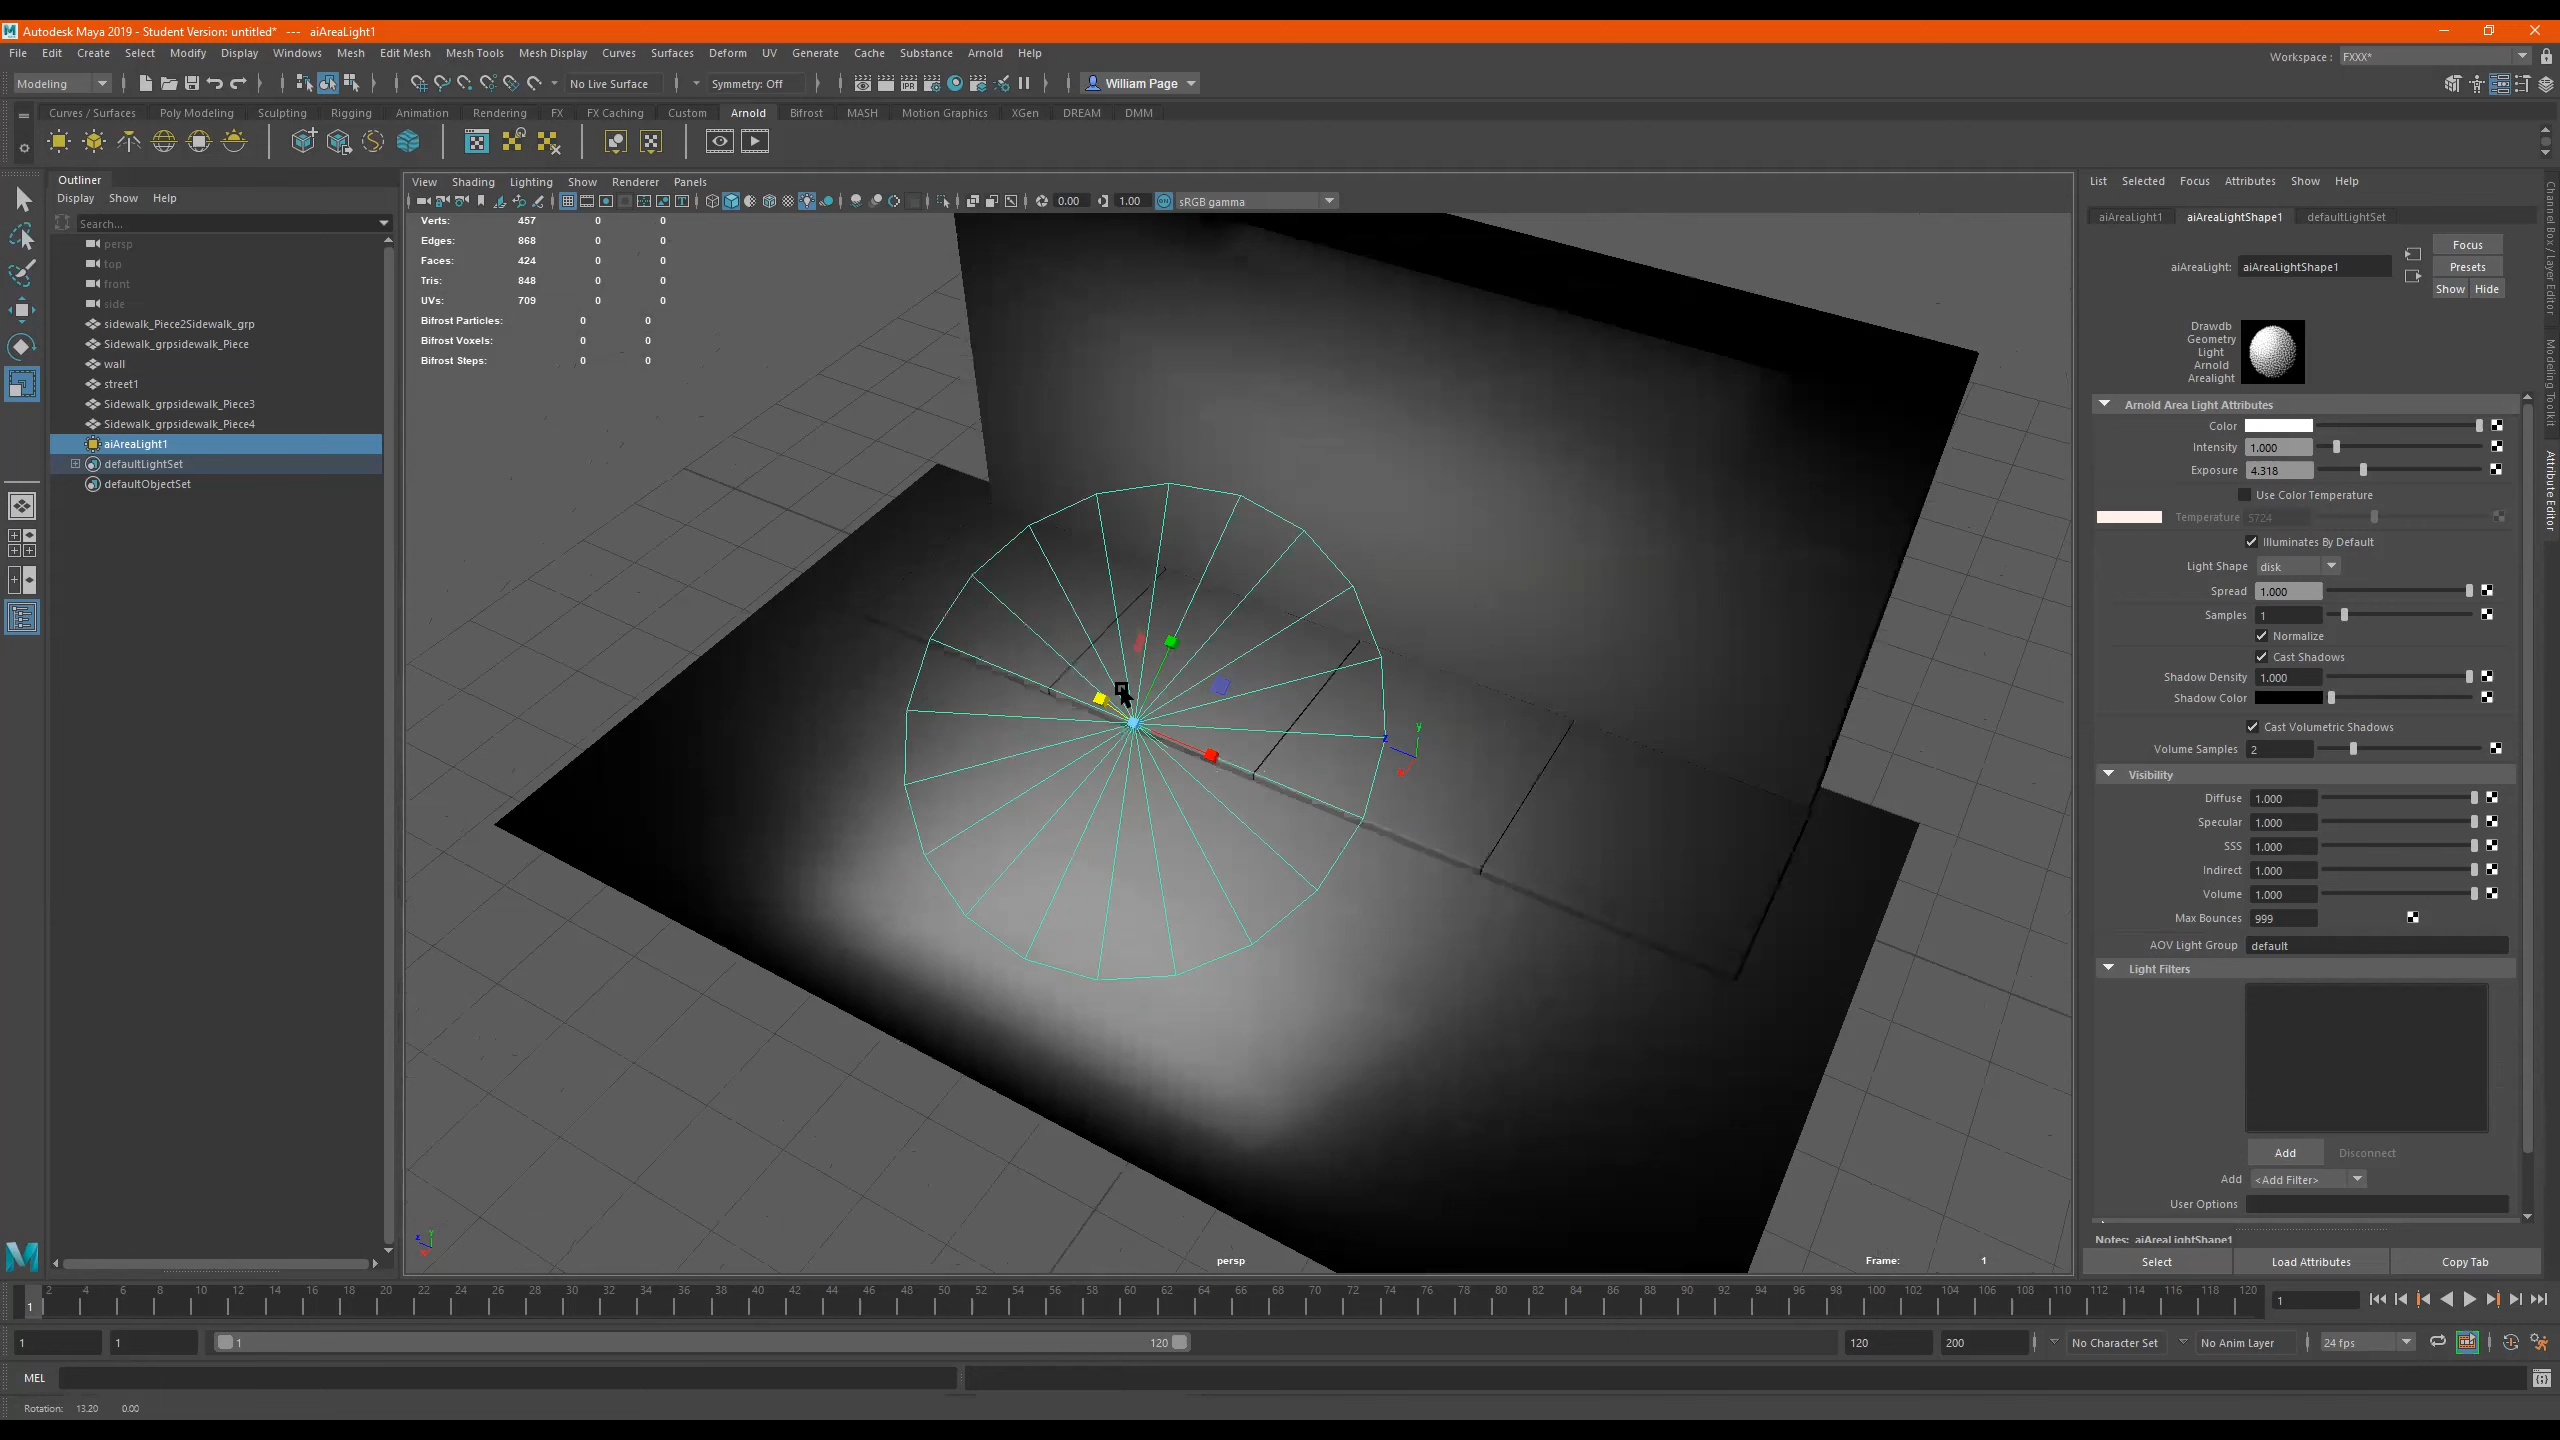 Autodesk Maya 2019 - Student Version: untitled*   ---   aiAreaLight1
File Edit Create Select Modify Display Windows Mesh Edit Mesh Mesh Tools Mesh Display Curves Surfaces Deform UV Generate Cache Substance Arnold Help
Workspace : FXXX*
Modeling No Live Surface Symmetry: Off William Page
Curves / Surfaces Poly Modeling Sculpting Rigging Animation Rendering FX FX Caching Custom Arnold Bifrost MASH Motion Graphics XGen DREAM DMM
Outliner
Display Show Help
Search...
persp
top
front
side
sidewalk_Piece2Sidewalk_grp
Sidewalk_grpsidewalk_Piece
wall
street1
Sidewalk_grpsidewalk_Piece3
Sidewalk_grpsidewalk_Piece4
aiAreaLight1
defaultLightSet
defaultObjectSet
View Shading Lighting Show Renderer Panels
0.00 1.00 sRGB gamma
Verts: 457 0 0
Edges: 868 0 0
Faces: 424 0 0
Tris: 848 0 0
UVs: 709 0 0
Bifrost Particles: 0 0
Bifrost Voxels: 0 0
Bifrost Steps: 0 0
z y x
persp
Frame: 1
List Selected Focus Attributes Show Help
aiAreaLight1 aiAreaLightShape1 defaultLightSet
Focus
aiAreaLight: aiAreaLightShape1
Presets
Show Hide
Drawdb
Geometry
Light
Arnold
Arealight
Arnold Area Light Attributes
Color
Intensity 1.000
Exposure 4.318
Use Color Temperature
Temperature 5724
Illuminates By Default
Light Shape disk
Spread 1.000
Samples 1
Normalize
Cast Shadows
Shadow Density 1.000
Shadow Color
Cast Volumetric Shadows
Volume Samples 2
Visibility
Diffuse 1.000
Specular 1.000
SSS 1.000
Indirect 1.000
Volume 1.000
Max Bounces 999
AOV Light Group default
Light Filters
Add Disconnect
Add <Add Filter>
User Options
Notes: aiAreaLightShape1
Select Load Attributes Copy Tab
Channel Box / Layer Editor
Modeling Toolkit
Attribute Editor
1 2 4 6 8 10 12 14 16 18 20 22 24 26 28 30 32 34 36 38 40 42 44 46 48 50 52 54 56 58 60 62 64 66 68 70 72 74 76 78 80 82 84 86 88 90 92 94 96 98 100 102 104 106 108 110 112 114 116 118 120 1
1 1 1 120 120 200 No Character Set No Anim Layer 24 fps
MEL
Rotation: 13.20 0.00